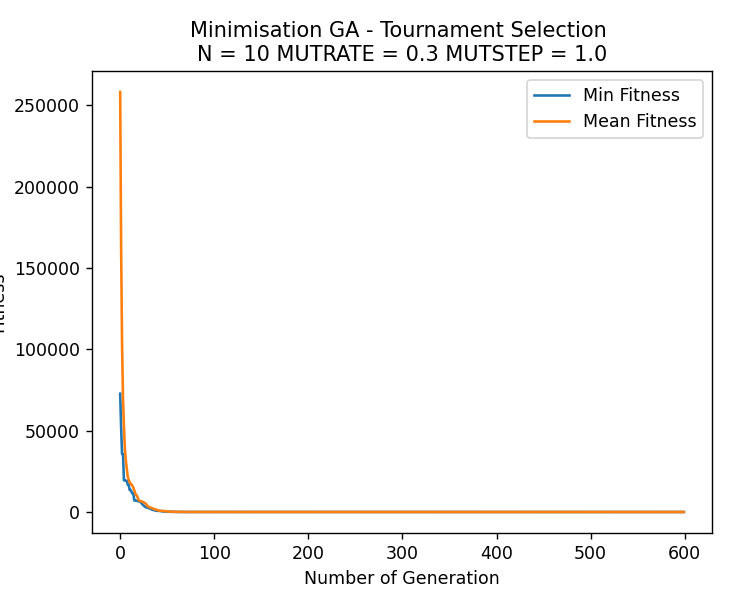 Minimisation GA - Tournament Selection
N = 10 MUTRATE = 0.3 MUTSTEP = 1.0
Min Fitness
Mean Fitness
250000
200000
150000
100000
50000
0
0 100 200 300 400 500 600
Number of Generation